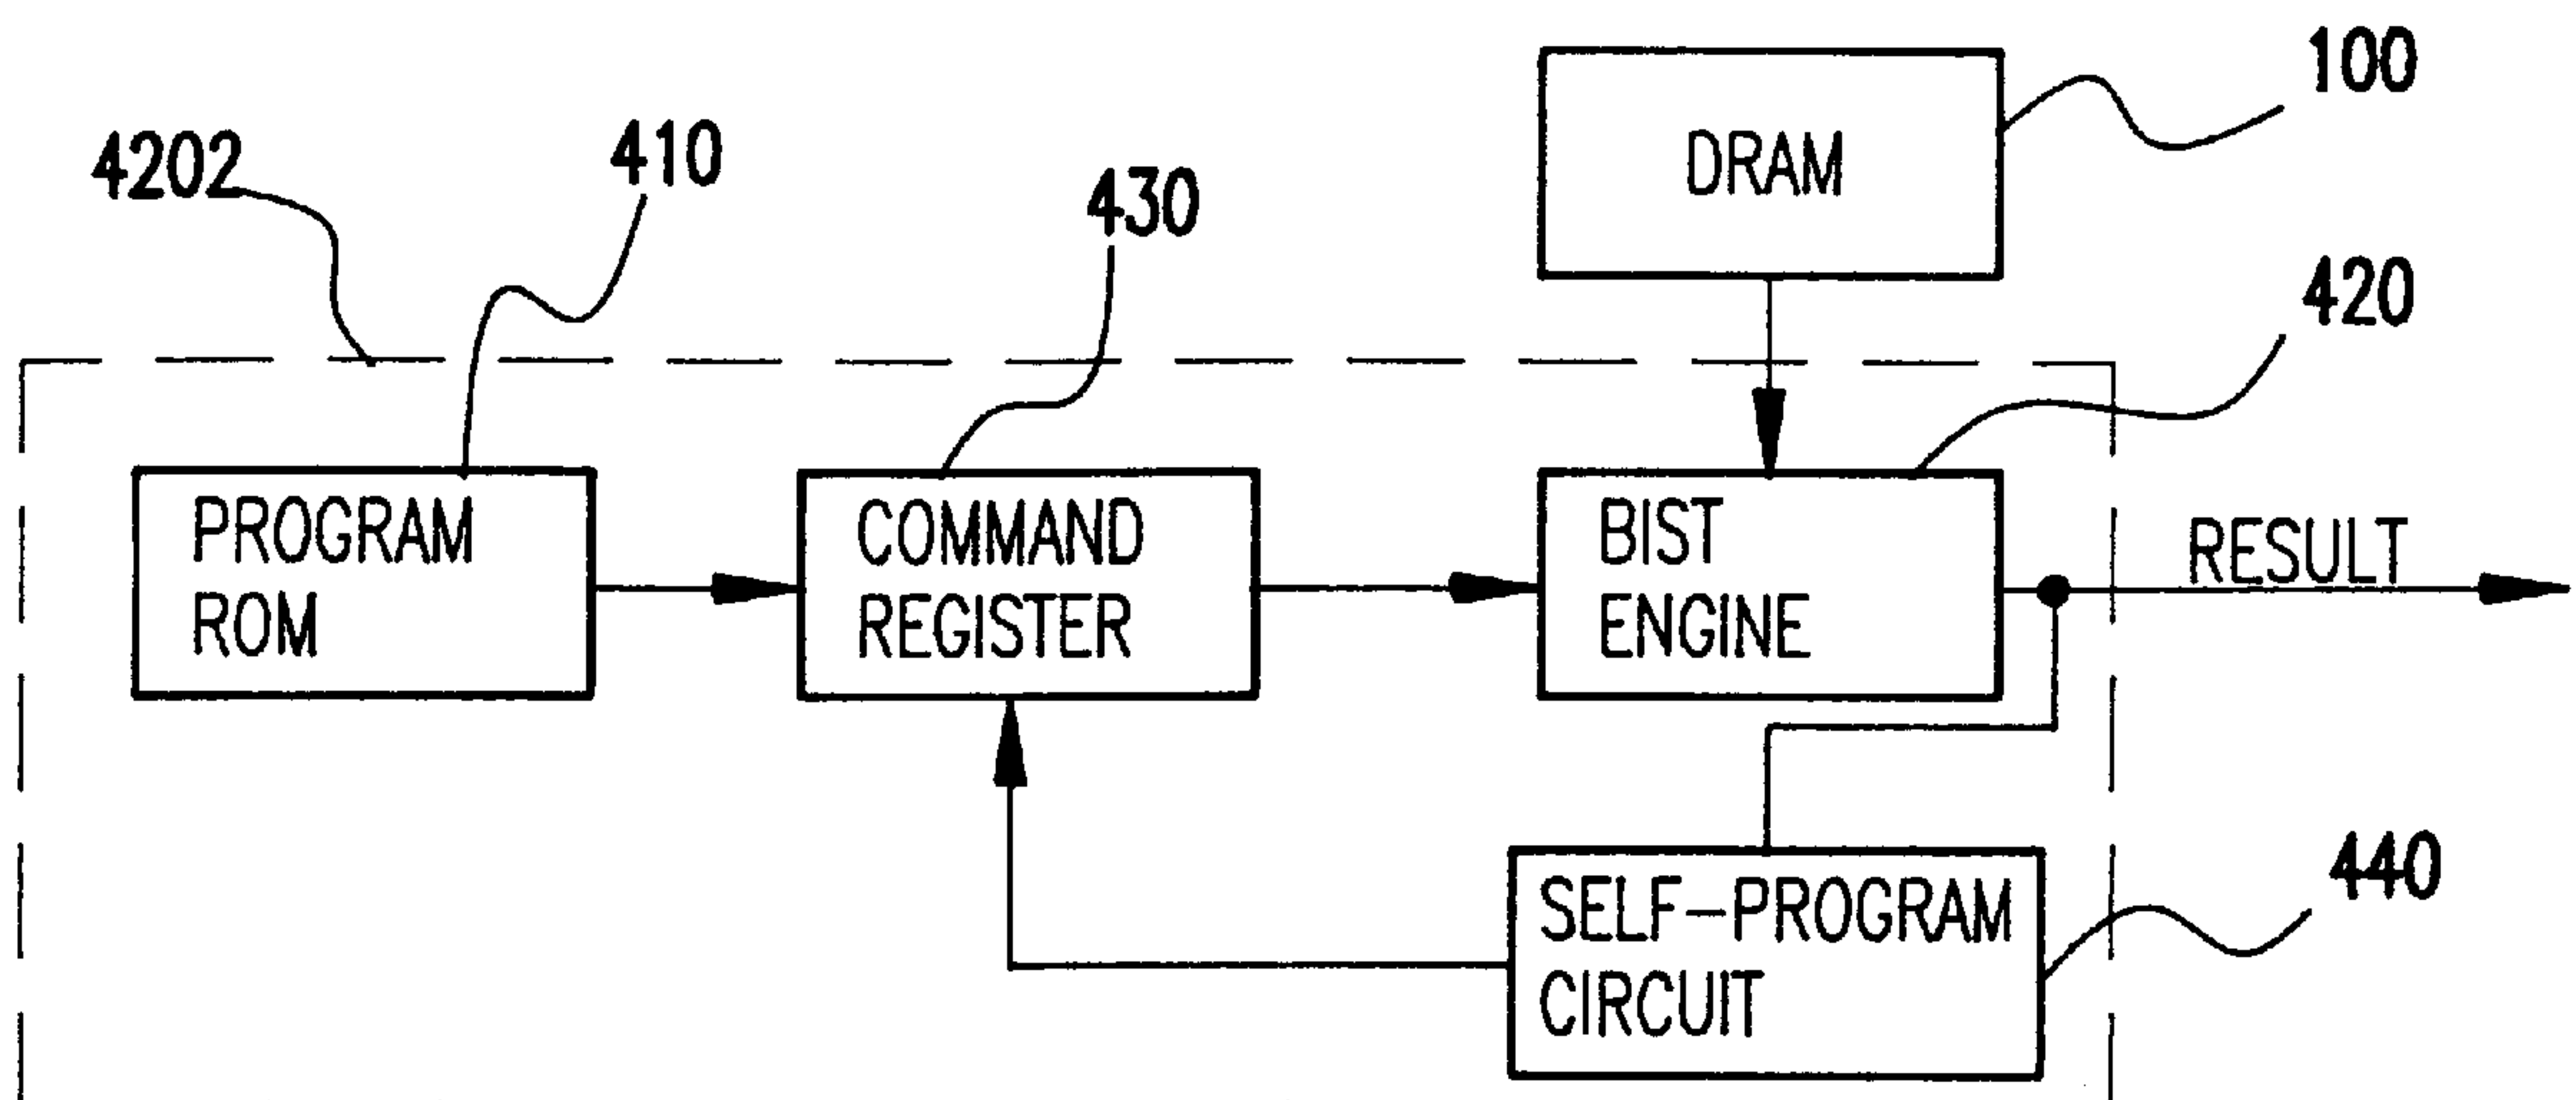 100
DRAM
4202
410
430
420
PROGRAM
ROM
COMMAND
REGISTER
BIST
ENGINE
RESULT
SELF-PROGRAM
CIRCUIT
440